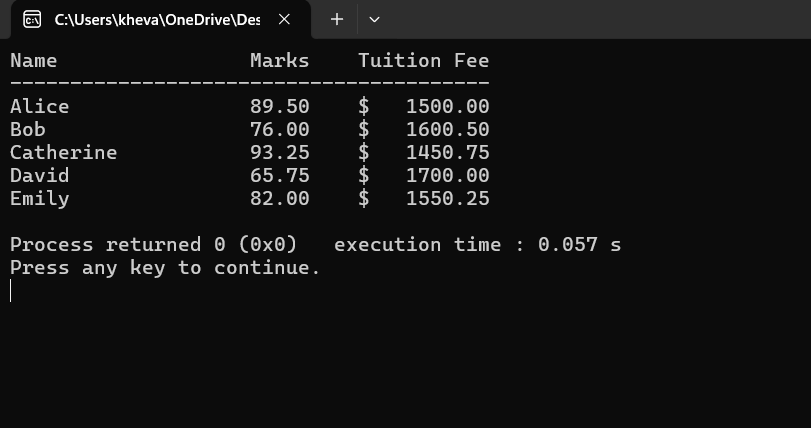 C:\Users\kheva\OneDrive\Des
Name                Marks    Tuition Fee
----------------------------------------
Alice               89.50    $   1500.00
Bob                 76.00    $   1600.50
Catherine           93.25    $   1450.75
David               65.75    $   1700.00
Emily               82.00    $   1550.25
Process returned 0 (0x0)   execution time : 0.057 s
Press any key to continue.